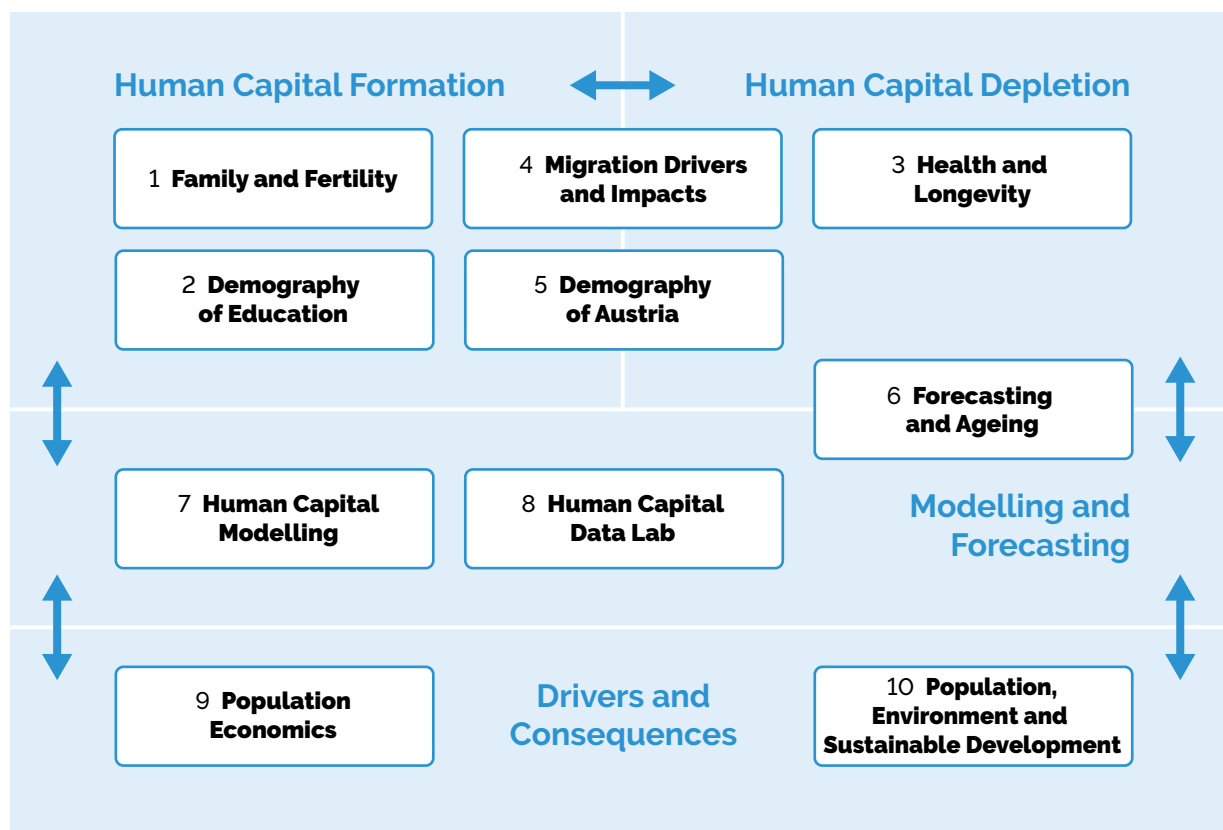 Human Capital Formation
Human Capital Depletion
1 Family and Fertility
4 Migration Drivers
and Impacts
3 Health and
Longevity
2 Demography
of Education
5 Demography
of Austria
6 Forecasting
and Ageing
7 Human Capital
Modelling
8 Human Capital
Data Lab
Modelling and
Forecasting
9 Population
Economics
Drivers and
Consequences
10 Population,
Environment and
Sustainable Development